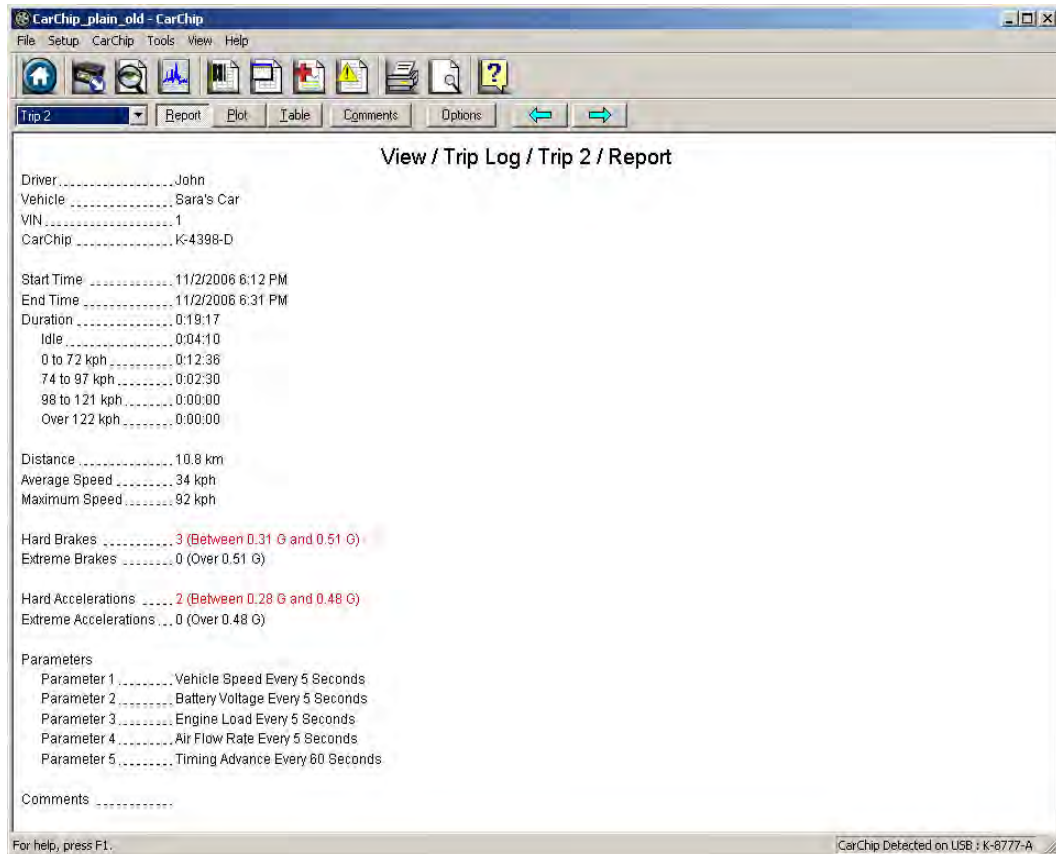 CarChip_plain_old - CarChip
File Setup CarChip Tools View Help
Trip 2 Report Plot Table Comments Options
View / Trip Log / Trip 2 / Report
Driver....................John
Vehicle ..................Sara's Car
VIN......................1
CarChip .................K-4398-D
Start Time ..............11/2/2006 6:12 PM
End Time ...............11/2/2006 6:31 PM
Duration ................0:19:17
Idle...................0:04:10
0 to 72 kph ...........0:12:36
74 to 97 kph ..........0:02:30
98 to 121 kph .........0:00:00
Over 122 kph .........0:00:00
Distance ................10.8 km
Average Speed ..........34 kph
Maximum Speed.........92 kph
Hard Brakes ............3 (Between 0.31 G and 0.51 G)
Extreme Brakes .........0 (Over 0.51 G)
Hard Accelerations .....2 (Between 0.28 G and 0.48 G)
Extreme Accelerations ...0 (Over 0.48 G)
Parameters
Parameter 1 .........Vehicle Speed Every 5 Seconds
Parameter 2 .........Battery Voltage Every 5 Seconds
Parameter 3 .........Engine Load Every 5 Seconds
Parameter 4 .........Air Flow Rate Every 5 Seconds
Parameter 5 .........Timing Advance Every 60 Seconds
Comments ............
For help, press F1.
CarChip Detected on USB : K-8777-A